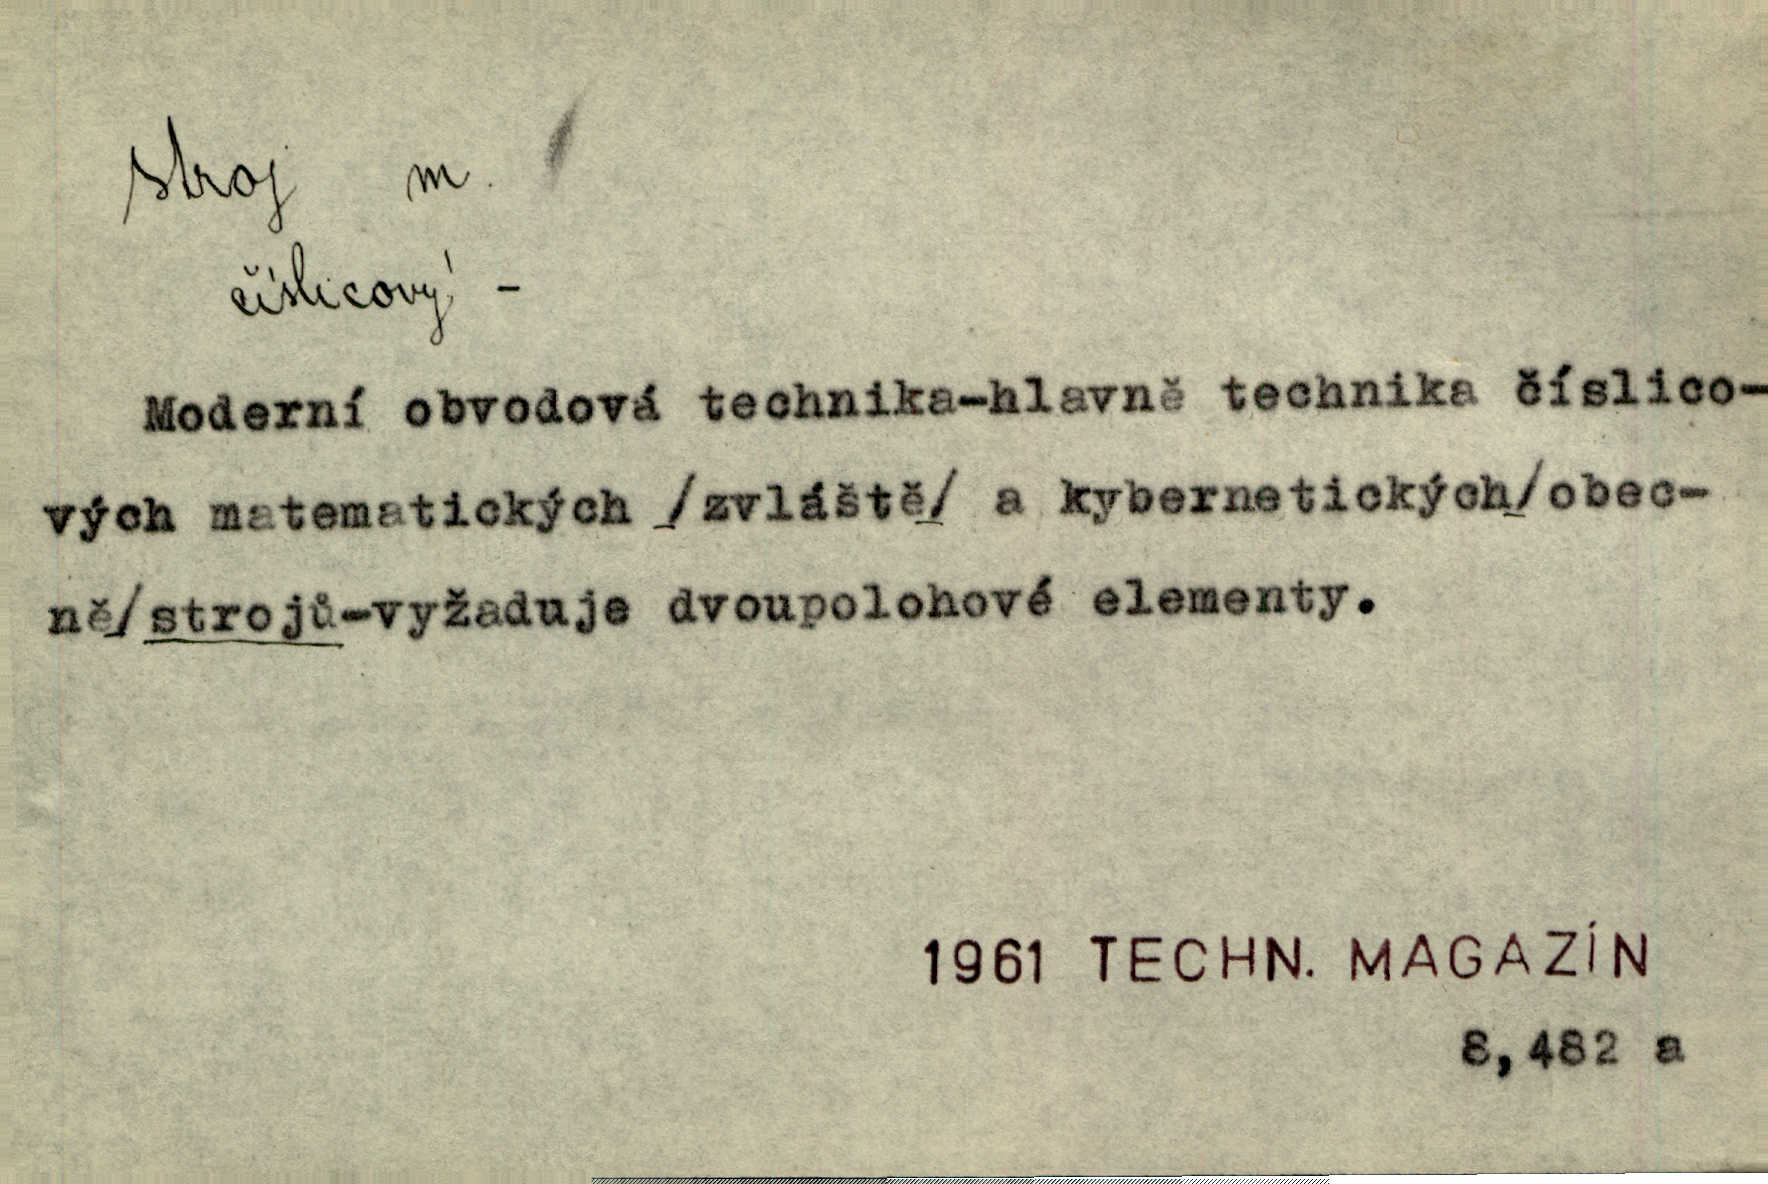 stroj m.
číslicový -
Moderní obvodová technika-hlavně technika číslico-
vých matematických /zvláště/ a kybernetických/obec-
ně/strojů-vyžaduje dvoupolohové elementy.
1961 TECHN. MAGAZÍN
8,482 a